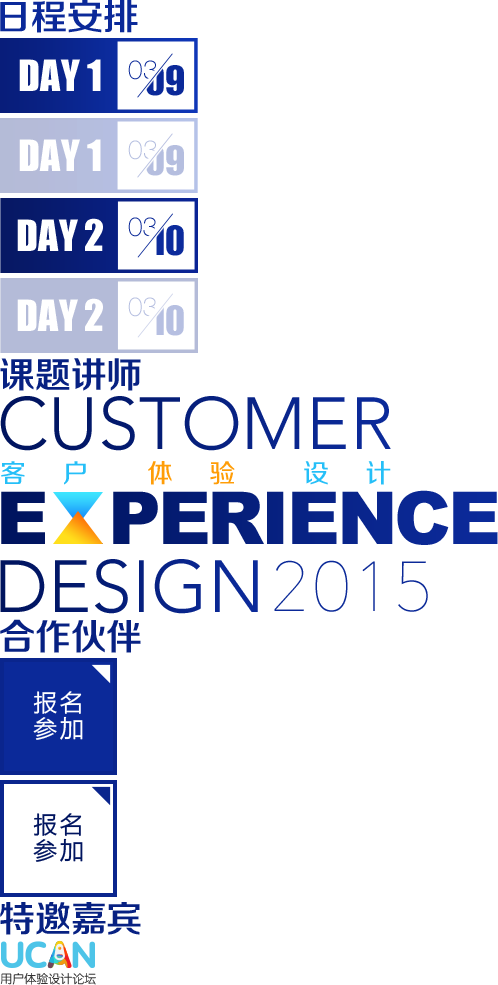 日程安排
DAY 1 03/09
DAY 1 03/09
DAY 2 03/10
DAY 2 03/10
课题讲师
CUSTOMER
客户体验设计
EXPERIENCE
DESIGN 2015
合作伙伴
报名
参加
报名
参加
特邀嘉宾
UCAN
用户体验设计论坛